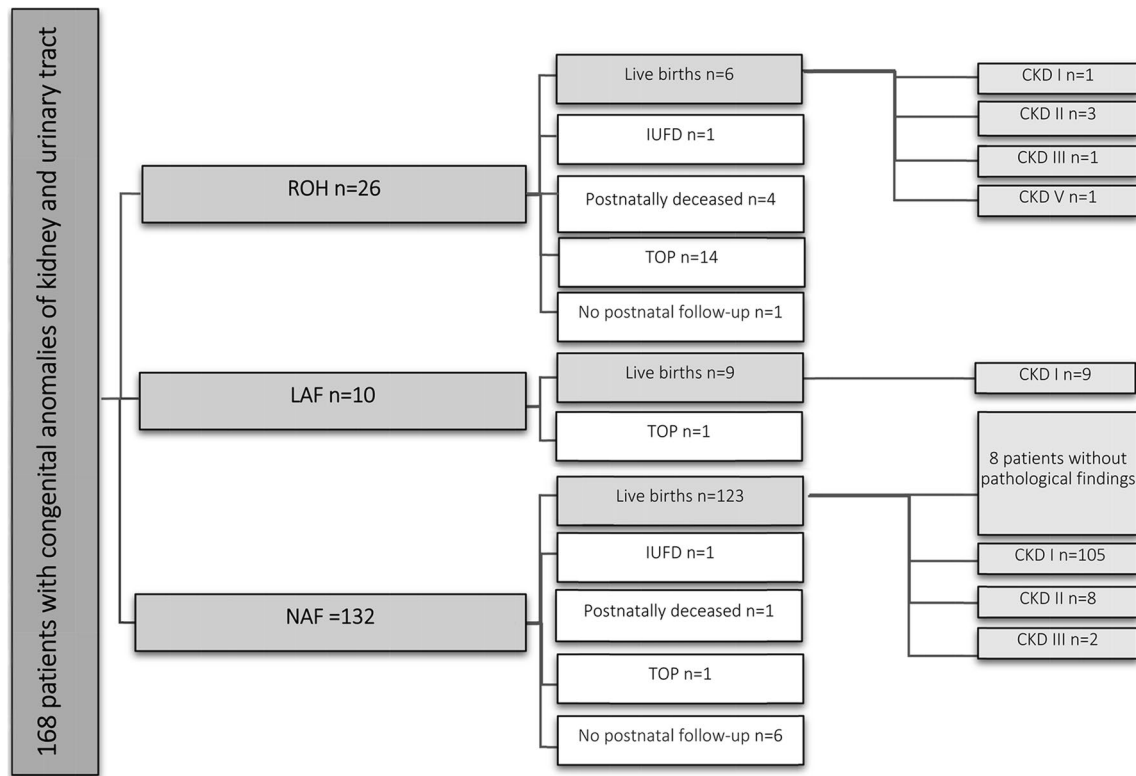 168 patients with congenital anomalies of kidney and urinary tract
ROH n=26
Live births n=6
IUFD n=1
Postnatally deceased n=4
TOP n=14
No postnatal follow-up n=1
CKD I n=1
CKD II n=3
CKD III n=1
CKD V n=1
LAF n=10
Live births n=9
TOP n=1
CKD I n=9
NAF =132
Live births n=123
IUFD n=1
Postnatally deceased n=1
TOP n=1
No postnatal follow-up n=6
8 patients without
pathological findings
CKD I n=105
CKD II n=8
CKD III n=2